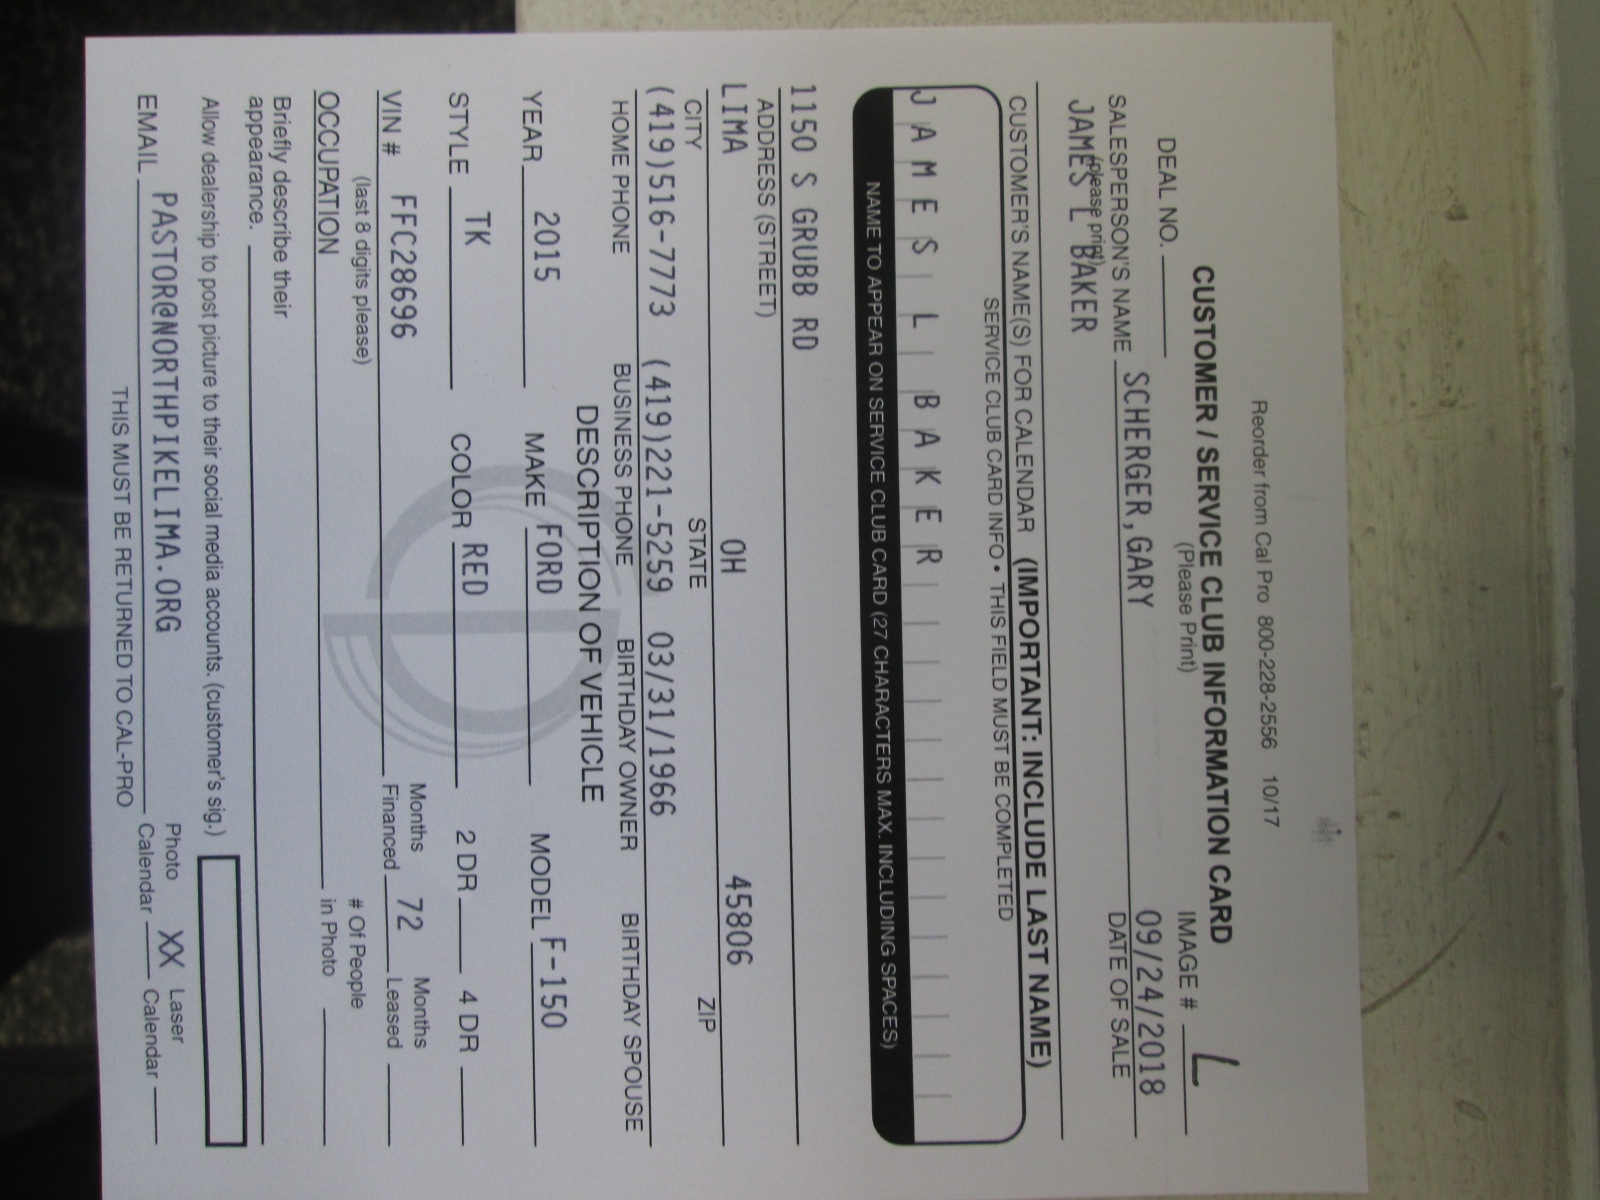 Reorder from Cal Pro 800-228-2556 10/17
CUSTOMER / SERVICE CLUB INFORMATION CARD
(Please Print)
DEAL NO. IMAGE # L
SALESPERSON'S NAME SCHERGER,GARY 09/24/2018
(please print) DATE OF SALE
JAMES L BAKER
CUSTOMER'S NAME(S) FOR CALENDAR (IMPORTANT: INCLUDE LAST NAME)
SERVICE CLUB CARD INFO • THIS FIELD MUST BE COMPLETED
JAMES L BAKER
NAME TO APPEAR ON SERVICE CLUB CARD (27 CHARACTERS MAX. INCLUDING SPACES)
1150 S GRUBB RD
ADDRESS (STREET)
LIMA OH 45806
CITY STATE ZIP
(419)516-7773 (419)221-5259 03/31/1966
HOME PHONE BUSINESS PHONE BIRTHDAY OWNER BIRTHDAY SPOUSE
DESCRIPTION OF VEHICLE
YEAR 2015 MAKE FORD MODEL F-150
STYLE TK COLOR RED 2 DR 4 DR
VIN # FFC28696 Months Financed 72 Months Leased
(last 8 digits please)
OCCUPATION # Of People in Photo
Briefly describe their
appearance.
Allow dealership to post picture to their social media accounts. (customer's sig.)
EMAIL PASTOR@NORTHPIKELIMA.ORG Photo Calendar XX Laser Calendar
THIS MUST BE RETURNED TO CAL-PRO